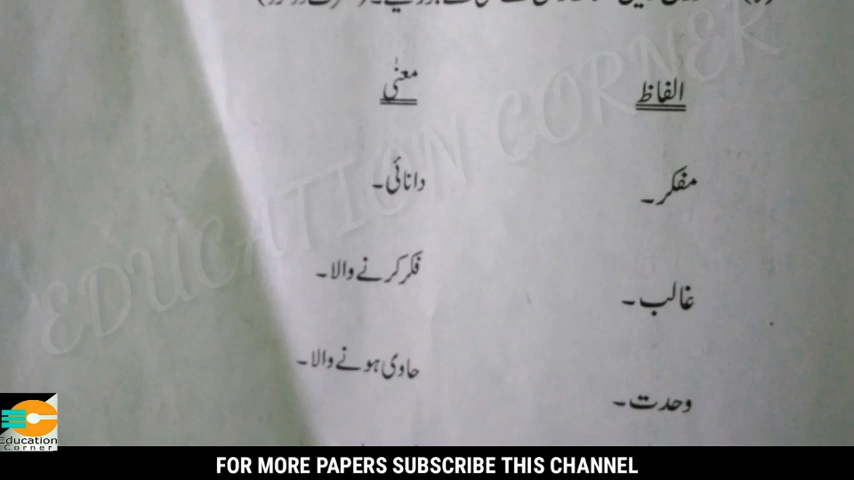 الفاظ	معنیٰ
مفکر۔	دانائی۔
غالب۔	فکر کرنے والا۔
وحدت۔	حاوی ہونے والا۔
EDUCATION CORNER
Education
Corner
FOR MORE PAPERS SUBSCRIBE THIS CHANNEL